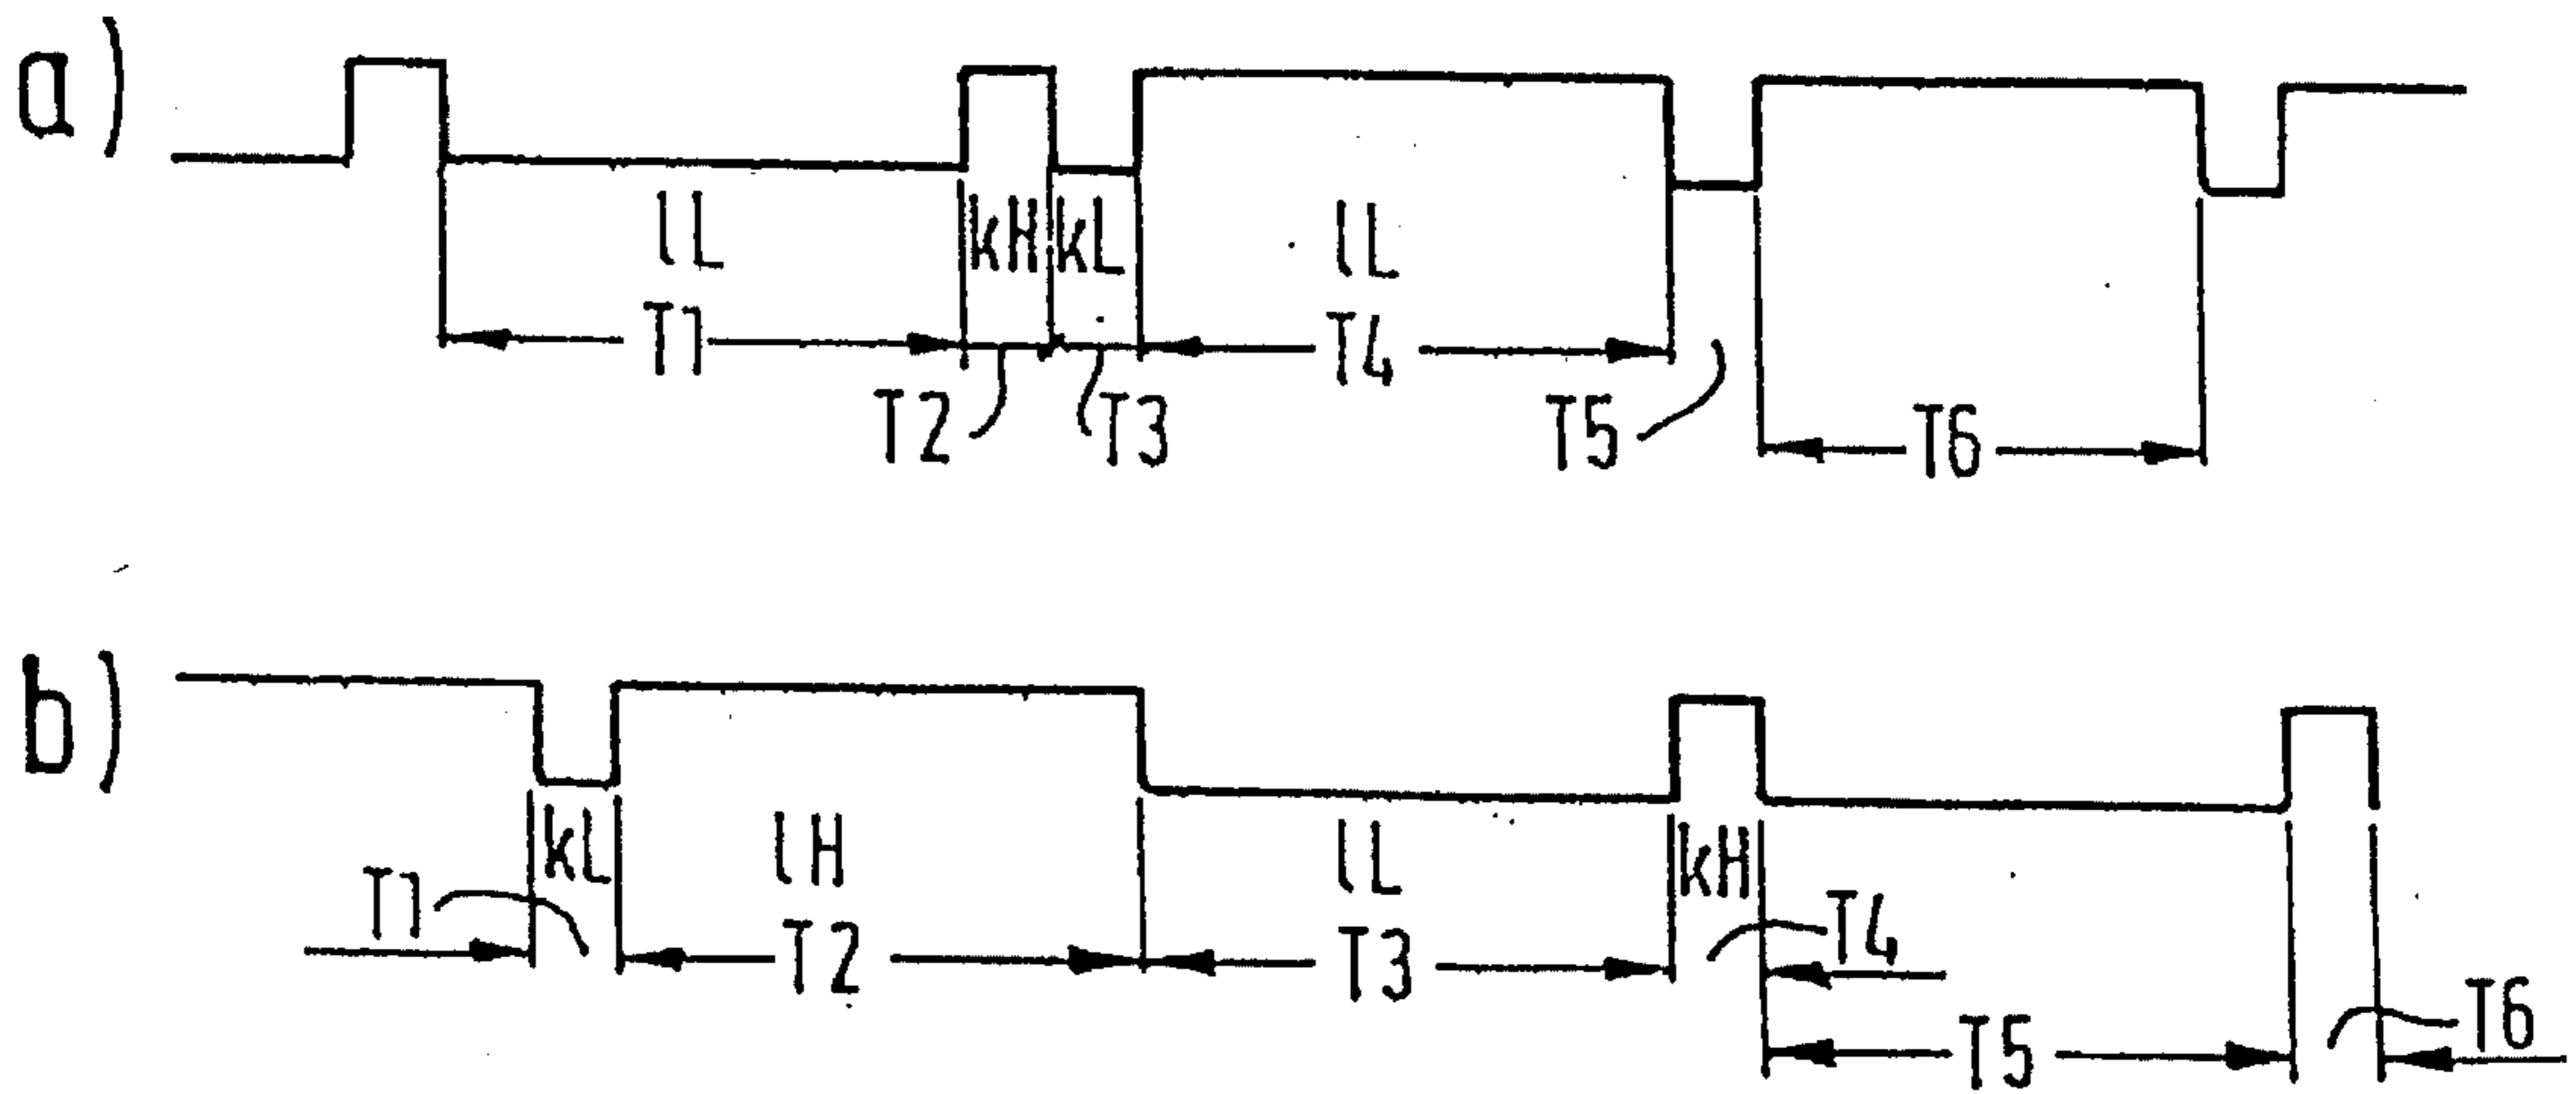 a)
lL kH kL lL
T1 T4
T2 T3 T5 T6
b)
kL lH lL kH
T1 T2 T3 T4
T5 T6